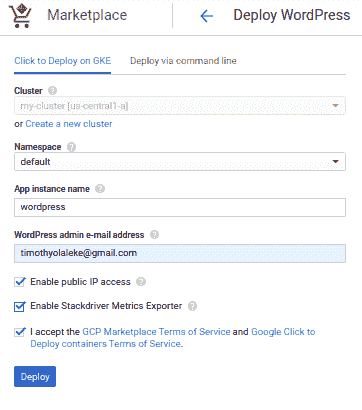 Marketplace
Deploy WordPress
Click to Deploy on GKE
Deploy via command line
Cluster
my-cluster [us-central1-a]
or Create a new cluster
Namespace
default
App instance name
wordpress
WordPress admin e-mail address
timothyolaleke@gmail.com
Enable public IP access
Enable Stackdriver Metrics Exporter
I accept the GCP Marketplace Terms of Service and Google Click to
Deploy containers Terms of Service.
Deploy